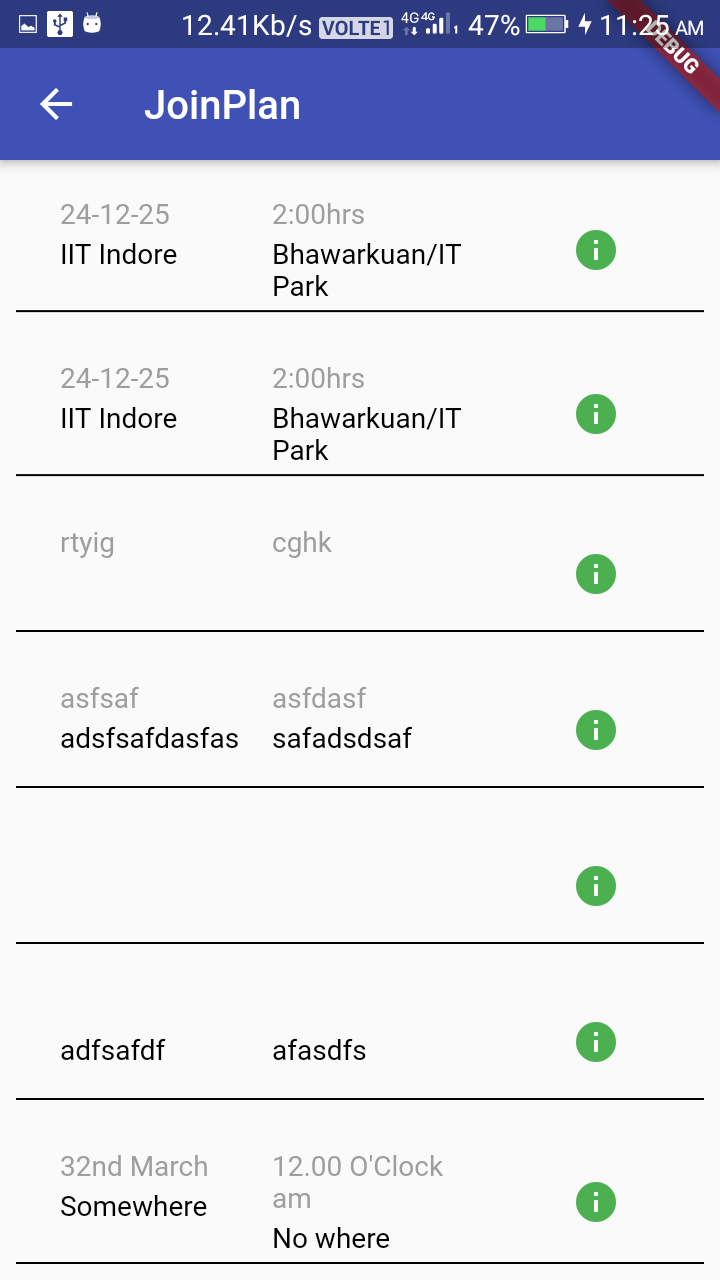 12.41Kb/s VOLTE1 4G 4G 1 47% 11:25 AM
DEBUG
JoinPlan
24-12-25 2:00hrs
IIT Indore Bhawarkuan/IT
Park
24-12-25 2:00hrs
IIT Indore Bhawarkuan/IT
Park
rtyig cghk
asfsaf asfdasf
adsfsafdasfas safadsdsaf
adfsafdf afasdfs
32nd March 12.00 O'Clock
am
Somewhere
No where